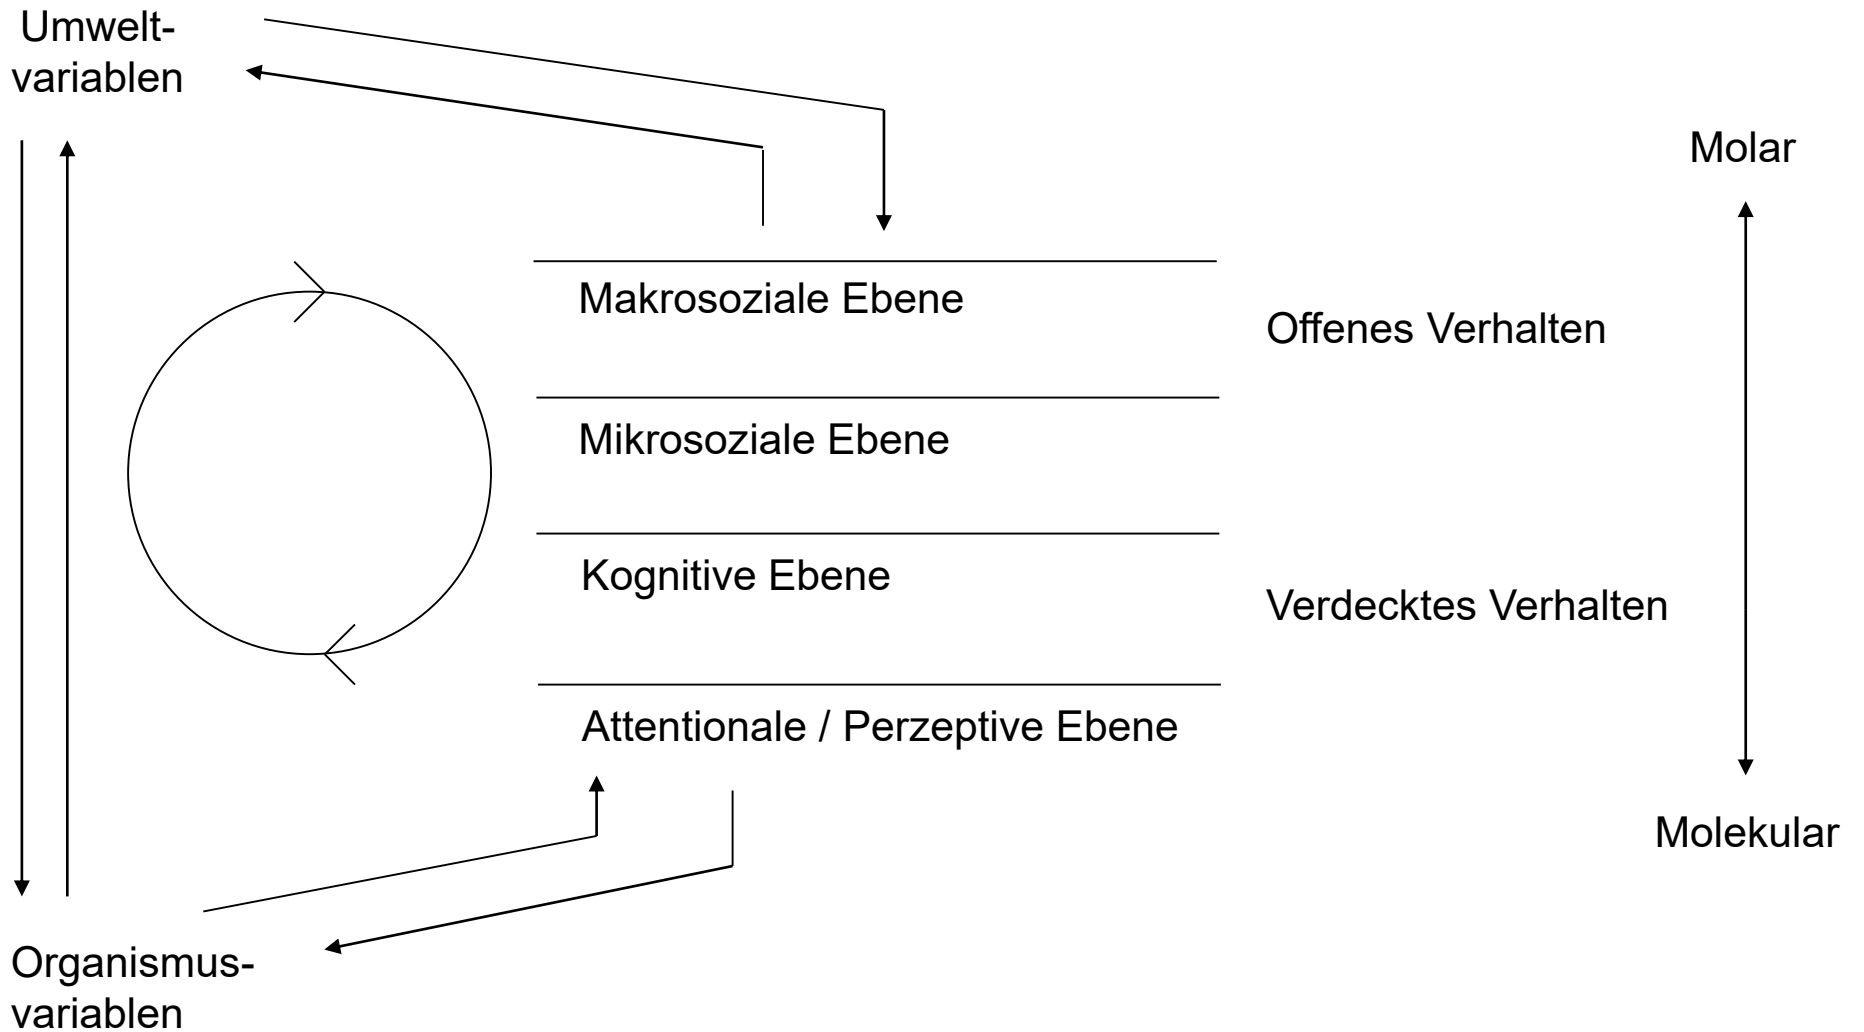 Umwelt-
variablen
Molar
Makrosoziale Ebene
Offenes Verhalten
Mikrosoziale Ebene
Kognitive Ebene
Verdecktes Verhalten
Attentionale / Perzeptive Ebene
Molekular
Organismus-
variablen